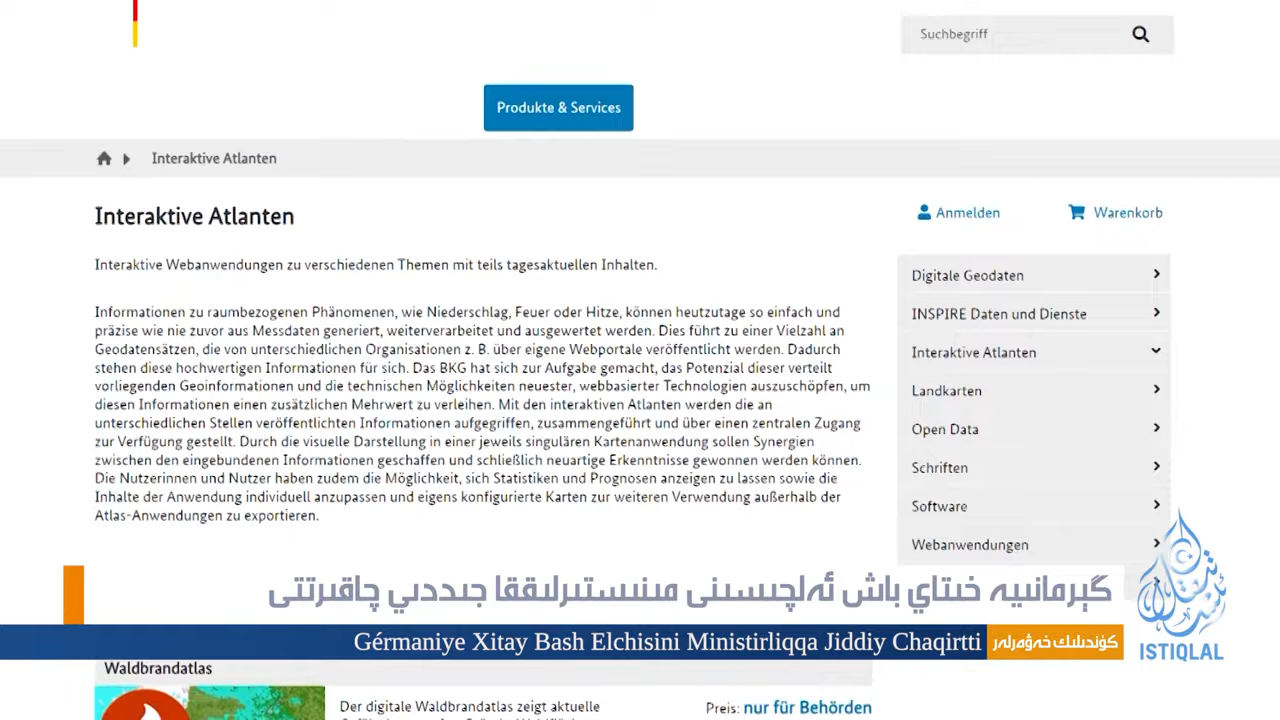 Suchbegriff
Produkte & Services
Interaktive Atlanten
Interaktive Atlanten
Anmelden
Warenkorb
Interaktive Webanwendungen zu verschiedenen Themen mit teils tagesaktuellen Inhalten.
Informationen zu raumbezogenen Phänomenen, wie Niederschlag, Feuer oder Hitze, können heutzutage so einfach und
präzise wie nie zuvor aus Messdaten generiert, weiterverarbeitet und ausgewertet werden. Dies führt zu einer Vielzahl an
Geodatensätzen, die von unterschiedlichen Organisationen z. B. über eigene Webportale veröffentlicht werden. Dadurch
stehen diese hochwertigen Informationen für sich. Das BKG hat sich zur Aufgabe gemacht, das Potenzial dieser verteilt
vorliegenden Geoinformationen und die technischen Möglichkeiten neuester, webbasierter Technologien auszuschöpfen, um
diesen Informationen einen zusätzlichen Mehrwert zu verleihen. Mit den interaktiven Atlanten werden die an
unterschiedlichen Stellen veröffentlichten Informationen aufgegriffen, zusammengeführt und über einen zentralen Zugang
zur Verfügung gestellt. Durch die visuelle Darstellung in einer jeweils singulären Kartenanwendung sollen Synergien
zwischen den eingebundenen Informationen geschaffen und schließlich neuartige Erkenntnisse gewonnen werden können.
Die Nutzerinnen und Nutzer haben zudem die Möglichkeit, sich Statistiken und Prognosen anzeigen zu lassen sowie die
Inhalte der Anwendung individuell anzupassen und eigens konfigurierte Karten zur weiteren Verwendung außerhalb der
Atlas-Anwendungen zu exportieren.
Digitale Geodaten
INSPIRE Daten und Dienste
Interaktive Atlanten
Landkarten
Open Data
Schriften
Software
Webanwendungen
گېرمانىيە خىتاي باش ئەلچىسىنى مىنىستىرلىققا جىددىي چاقىرتتى
Gérmaniye Xitay Bash Elchisini Ministirliqqa Jiddiy Chaqirtti
كۈندىلىك خەۋەرلەر
ISTIQLAL
Waldbrandatlas
Der digitale Waldbrandatlas zeigt aktuelle
Preis: nur für Behörden